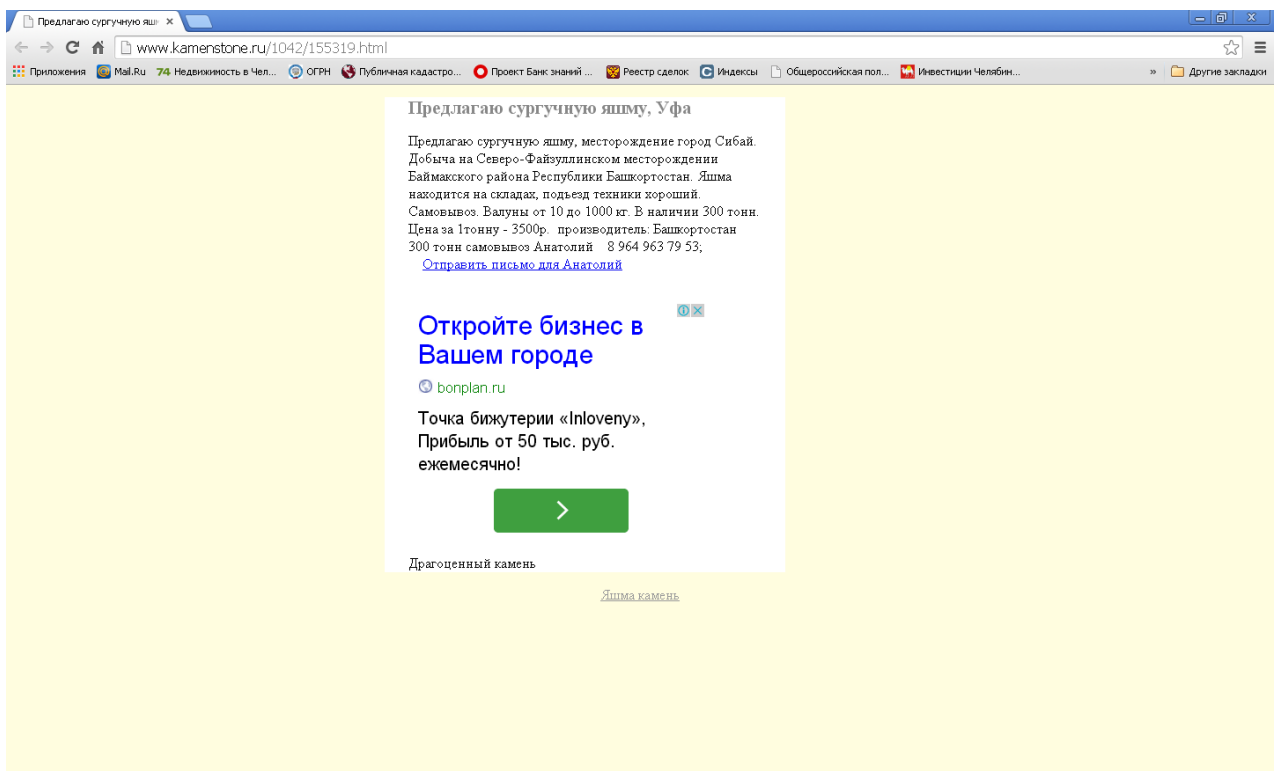 Предлагаю сургучную яш
www.kamenstone.ru/1042/155319.html
Приложения Mail.Ru 74 Недвижимость в Чел... ОГРН Публичная кадастро... Проект Банк знаний ... Реестр сделок Индексы Общероссийская пол... Инвестиции Челябин... » Другие закладки
Предлагаю сургучную яшму, Уфа
Предлагаю сургучную яшму, месторождение город Сибай.
Добыча на Северо-Файзуллинском месторождении
Баймакского района Республики Башкортостан. Яшма
находится на складах, подъезд техники хороший.
Самовывоз. Валуны от 10 до 1000 кг. В наличии 300 тонн.
Цена за 1тонну - 3500р. производитель: Башкортостан
300 тонн самовывоз Анатолий 8 964 963 79 53;
Отправить письмо для Анатолий
Откройте бизнес в
Вашем городе
bonplan.ru
Точка бижутерии «Inloveny»,
Прибыль от 50 тыс. руб.
ежемесячно!
Драгоценный камень
Яшма камень